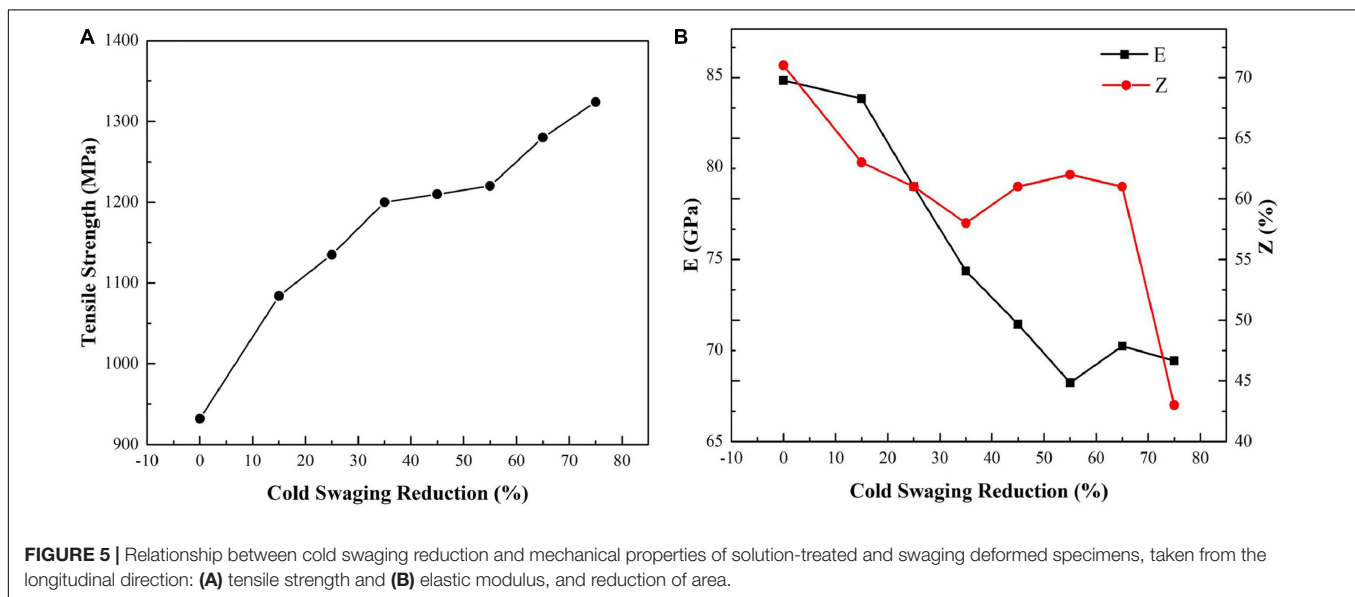 A
1400
1300
1200
1100
1000
900
Tensile Strength (MPa)
-10 0 10 20 30 40 50 60 70 80
Cold Swaging Reduction (%)
B
E
Z
85
80
75
70
65
E (GPa)
70
65
60
55
50
45
40
Z (%)
-10 0 10 20 30 40 50 60 70 80
Cold Swaging Reduction (%)
FIGURE 5 | Relationship between cold swaging reduction and mechanical properties of solution-treated and swaging deformed specimens, taken from the
longitudinal direction: (A) tensile strength and (B) elastic modulus, and reduction of area.